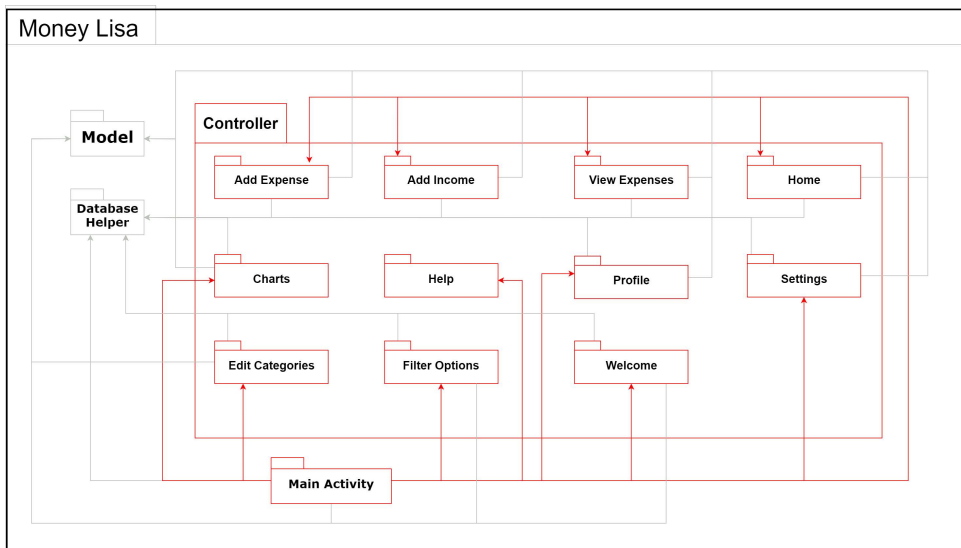 Money Lisa
Model
Controller
Add Expense
Add Income
View Expenses
Home
Database
Helper
Charts
Help
Profile
Settings
Edit Categories
Filter Options
Welcome
Main Activity